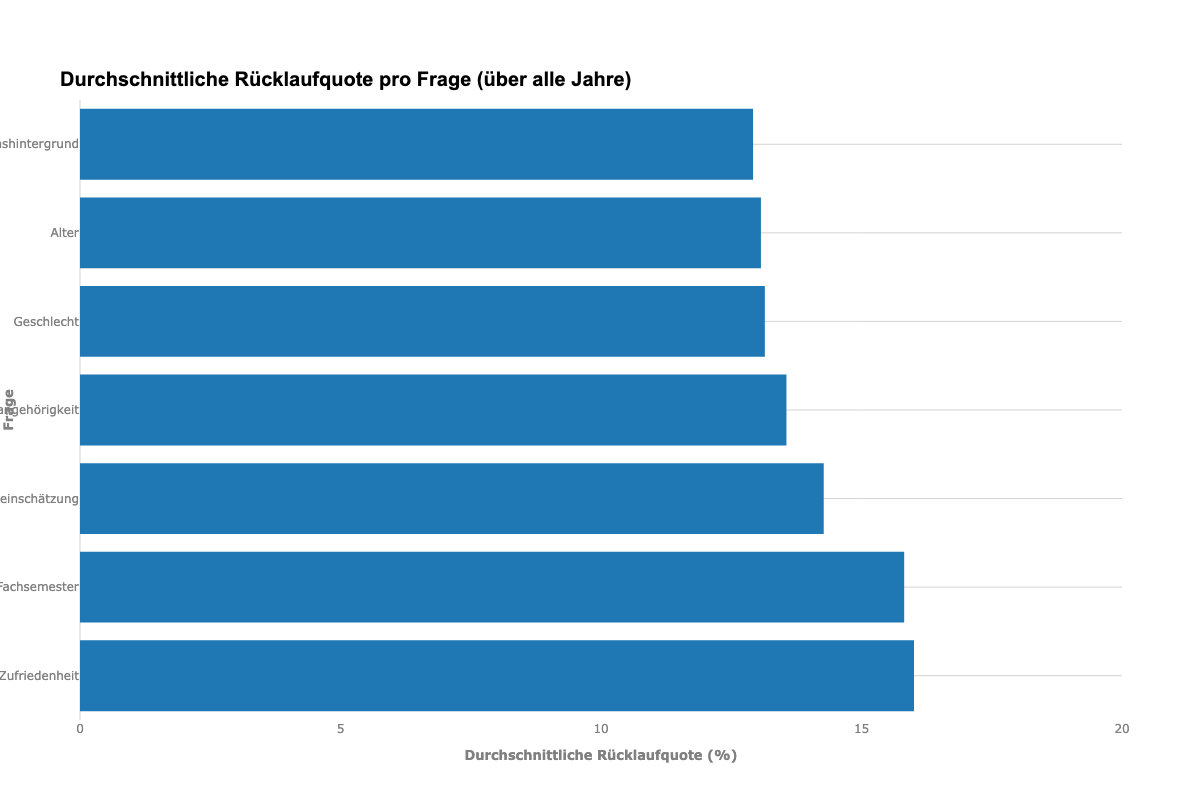 Durchschnittliche Rücklaufquote pro Frage (über alle Jahre)
shintergrund
Alter
Geschlecht
angehörigkeit
einschätzung
Fachsemester
Zufriedenheit
Frage
0 5 10 15 20
Durchschnittliche Rücklaufquote (%)